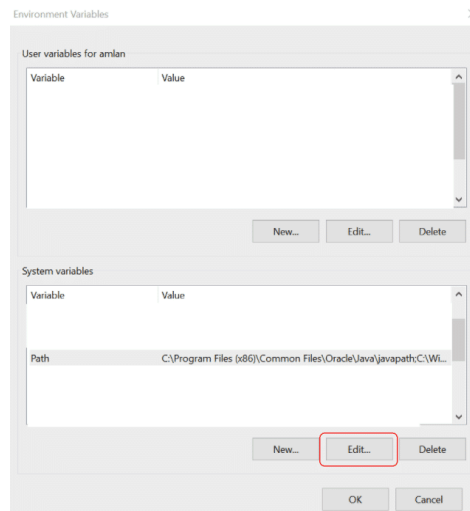 Environment Variables
User variables for amlan
Variable Value
New... Edit... Delete
System variables
Variable Value
Path C:\Program Files (x86)\Common Files\Oracle\Java\javapath;C:\Wi...
New... Edit... Delete
OK Cancel